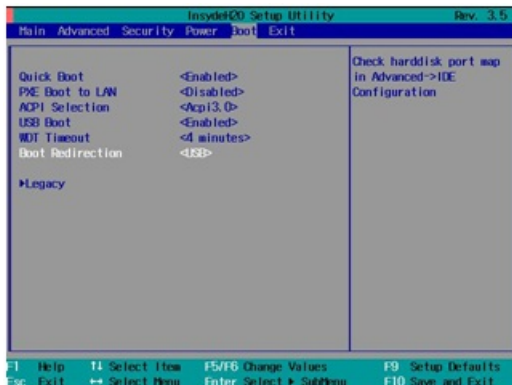 InsydeH2O Setup Utility Rev. 3.5
Main Advanced Security Power Boot Exit
Quick Boot <Enabled>
PXE Boot to LAN <Disabled>
ACPI Selection <Acpi3.0>
USB Boot <Enabled>
WDT Timeout <4 minutes>
Boot Redirection <USB>
▶Legacy
Check harddisk port map
in Advanced->IDE
Configuration
F1 Help ↑↓ Select Item F5/F6 Change Values F9 Setup Defaults
Esc Exit ↔ Select Menu Enter Select ▶ SubMenu F10 Save and Exit